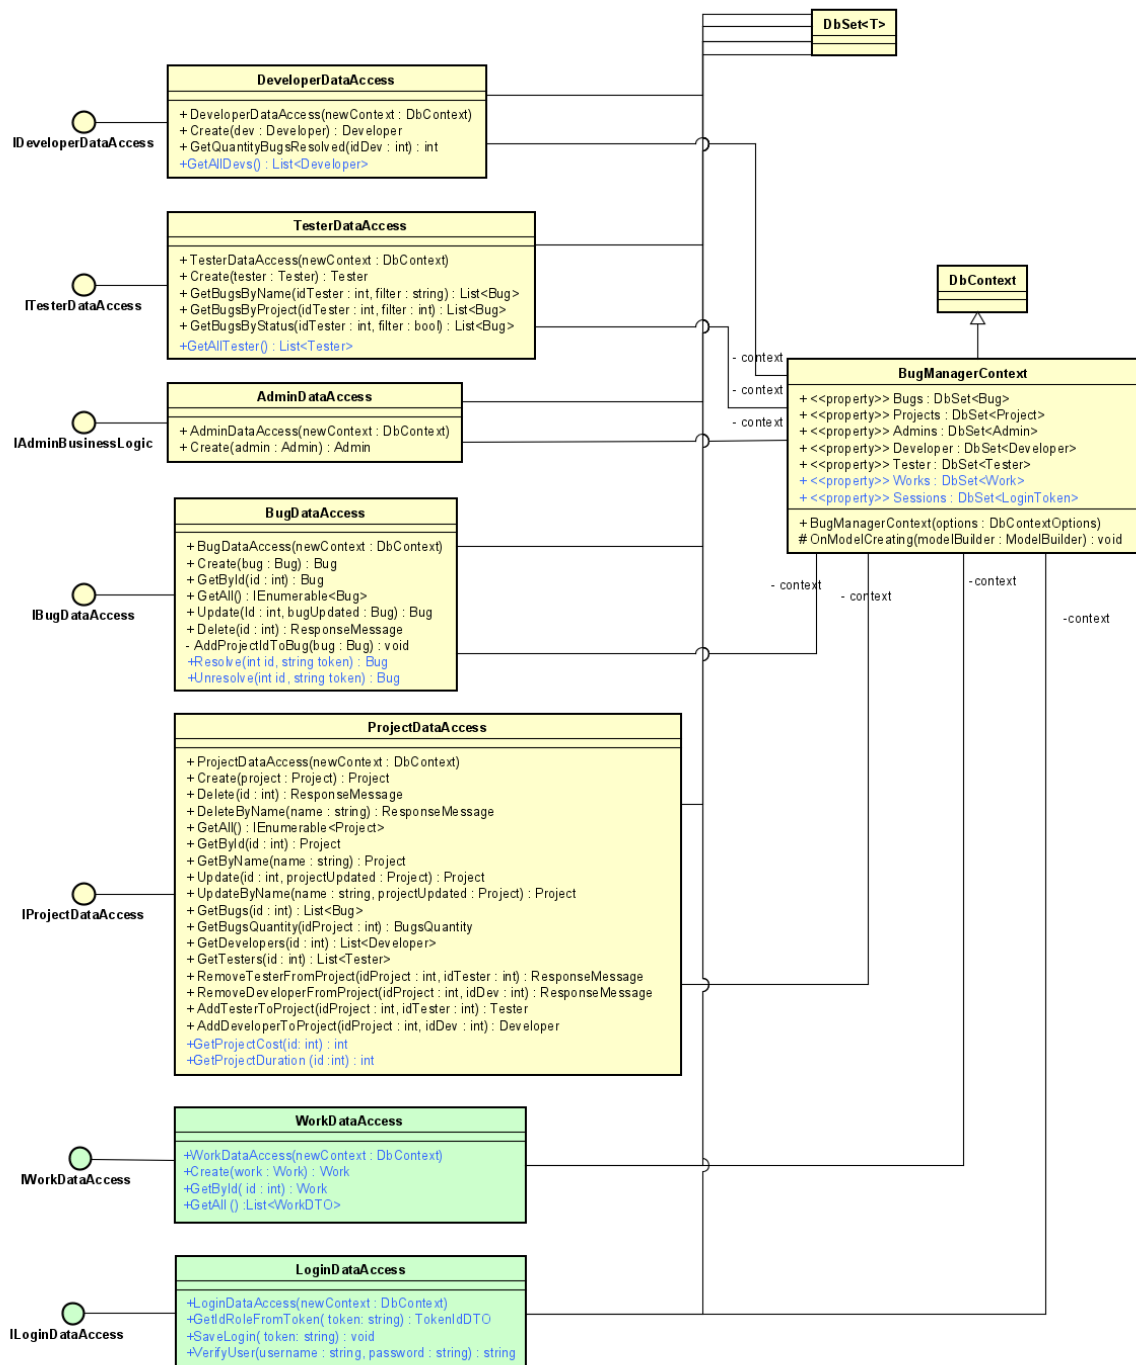 DbSet<T>
DeveloperDataAccess
+ DeveloperDataAccess(newContext : DbContext)
+ Create(dev : Developer) : Developer
+ GetQuantityBugsResolved(idDev : int) : int
+GetAllDevs() : List<Developer>
IDeveloperDataAccess
TesterDataAccess
+ TesterDataAccess(newContext : DbContext)
+ Create(tester : Tester) : Tester
+ GetBugsByName(idTester : int, filter : string) : List<Bug>
+ GetBugsByProject(idTester : int, filter : int) : List<Bug>
+ GetBugsByStatus(idTester : int, filter : bool) : List<Bug>
+GetAllTester() : List<Tester>
ITesterDataAccess
DbContext
- context
- context
- context
AdminDataAccess
+ AdminDataAccess(newContext : DbContext)
+ Create(admin : Admin) : Admin
IAdminBusinessLogic
BugManagerContext
+ <<property>> Bugs : DbSet<Bug>
+ <<property>> Projects : DbSet<Project>
+ <<property>> Admins : DbSet<Admin>
+ <<property>> Developer : DbSet<Developer>
+ <<property>> Tester : DbSet<Tester>
+ <<property>> Works : DbSet<Work>
+ <<property>> Sessions : DbSet<LoginToken>
+ BugManagerContext(options : DbContextOptions)
# OnModelCreating(modelBuilder : ModelBuilder) : void
BugDataAccess
+ BugDataAccess(newContext : DbContext)
+ Create(bug : Bug) : Bug
+ GetById(id : int) : Bug
+ GetAll() : IEnumerable<Bug>
+ Update(Id : int, bugUpdated : Bug) : Bug
+ Delete(id : int) : ResponseMessage
- AddProjectIdToBug(bug : Bug) : void
+Resolve(int id, string token) : Bug
+Unresolve(int id, string token) : Bug
IBugDataAccess
- context
- context
-context
-context
ProjectDataAccess
+ ProjectDataAccess(newContext : DbContext)
+ Create(project : Project) : Project
+ Delete(id : int) : ResponseMessage
+ DeleteByName(name : string) : ResponseMessage
+ GetAll() : IEnumerable<Project>
+ GetById(id : int) : Project
+ GetByName(name : string) : Project
+ Update(id : int, projectUpdated : Project) : Project
+ UpdateByName(name : string, projectUpdated : Project) : Project
+ GetBugs(id : int) : List<Bug>
+ GetBugsQuantity(idProject : int) : BugsQuantity
+ GetDevelopers(id : int) : List<Developer>
+ GetTesters(id : int) : List<Tester>
+ RemoveTesterFromProject(idProject : int, idTester : int) : ResponseMessage
+ RemoveDeveloperFromProject(idProject : int, idDev : int) : ResponseMessage
+ AddTesterToProject(idProject : int, idTester : int) : Tester
+ AddDeveloperToProject(idProject : int, idDev : int) : Developer
+GetProjectCost(id: int) : int
+GetProjectDuration (id :int) : int
IProjectDataAccess
WorkDataAccess
+WorkDataAccess(newContext : DbContext)
+Create(work : Work) : Work
+GetById( id : int) : Work
+GetAll () :List<WorkDTO>
IWorkDataAccess
LoginDataAccess
+LoginDataAccess(newContext : DbContext)
+GetIdRoleFromToken( token: string) : TokenIdDTO
+SaveLogin( token: string) : void
+VerifyUser(username : string, password : string) : string
ILoginDataAccess